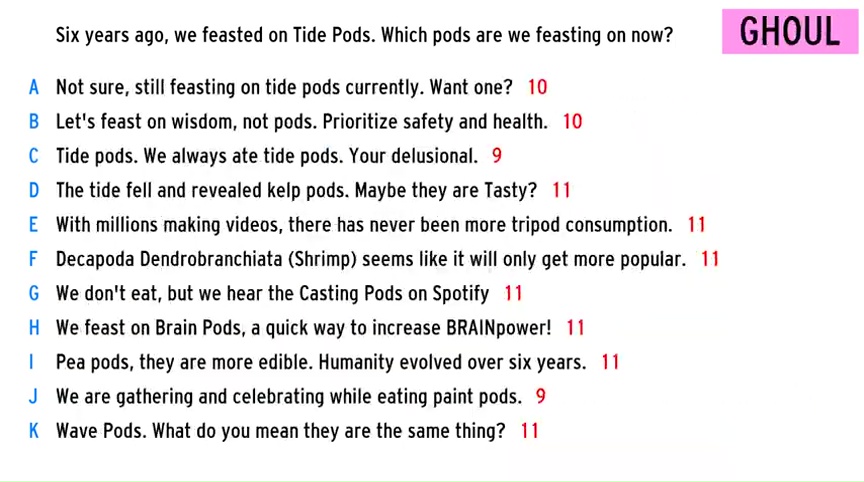 Six years ago, we feasted on Tide Pods. Which pods are we feasting on now?
GHOUL
A Not sure, still feasting on tide pods currently. Want one? 10
B Let's feast on wisdom, not pods. Prioritize safety and health. 10
C Tide pods. We always ate tide pods. Your delusional. 9
D The tide fell and revealed kelp pods. Maybe they are Tasty? 11
E With millions making videos, there has never been more tripod consumption. 11
F Decapoda Dendrobranchiata (Shrimp) seems like it will only get more popular. 11
G We don't eat, but we hear the Casting Pods on Spotify 11
H We feast on Brain Pods, a quick way to increase BRAINpower! 11
I Pea pods, they are more edible. Humanity evolved over six years. 11
J We are gathering and celebrating while eating paint pods. 9
K Wave Pods. What do you mean they are the same thing? 11